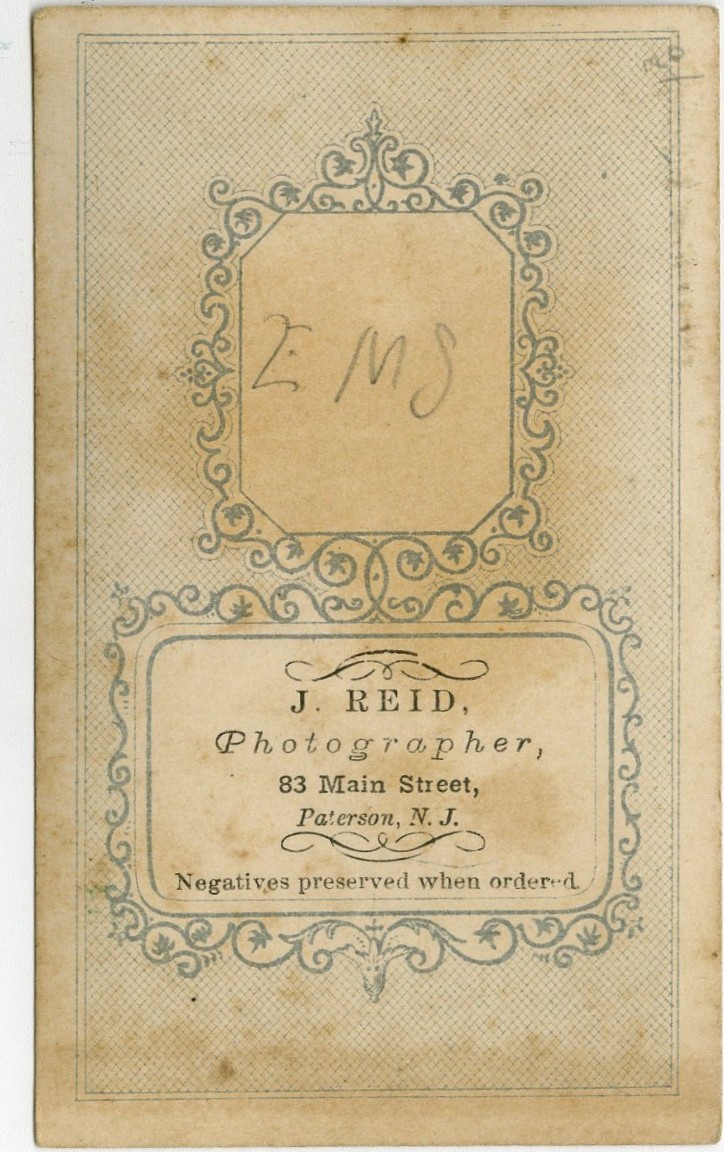 E M S
J. REID,
Photographer,
83 Main Street,
Paterson, N. J.
Negatives preserved when ordered.